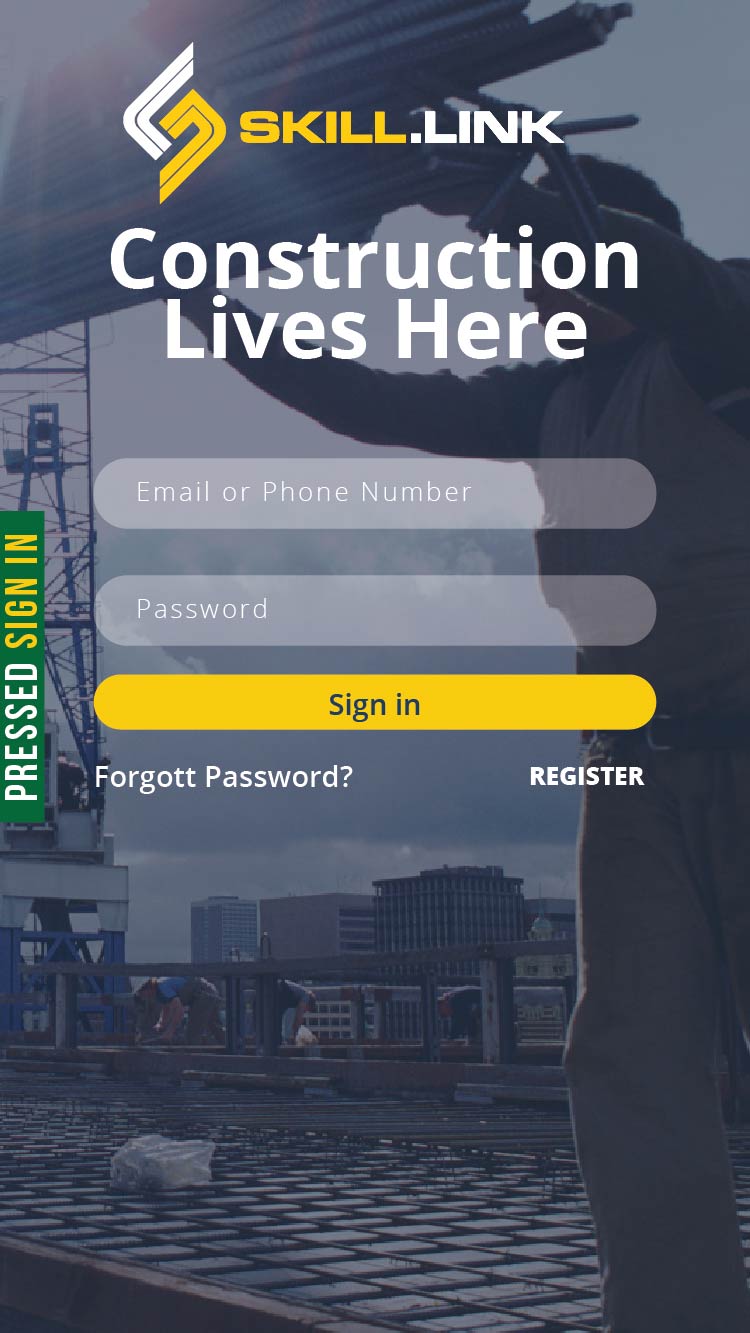 SKILL.LINK
Construction
Lives Here
Email or Phone Number
Password
Sign in
Forgott Password?
REGISTER
PRESSED SIGN IN